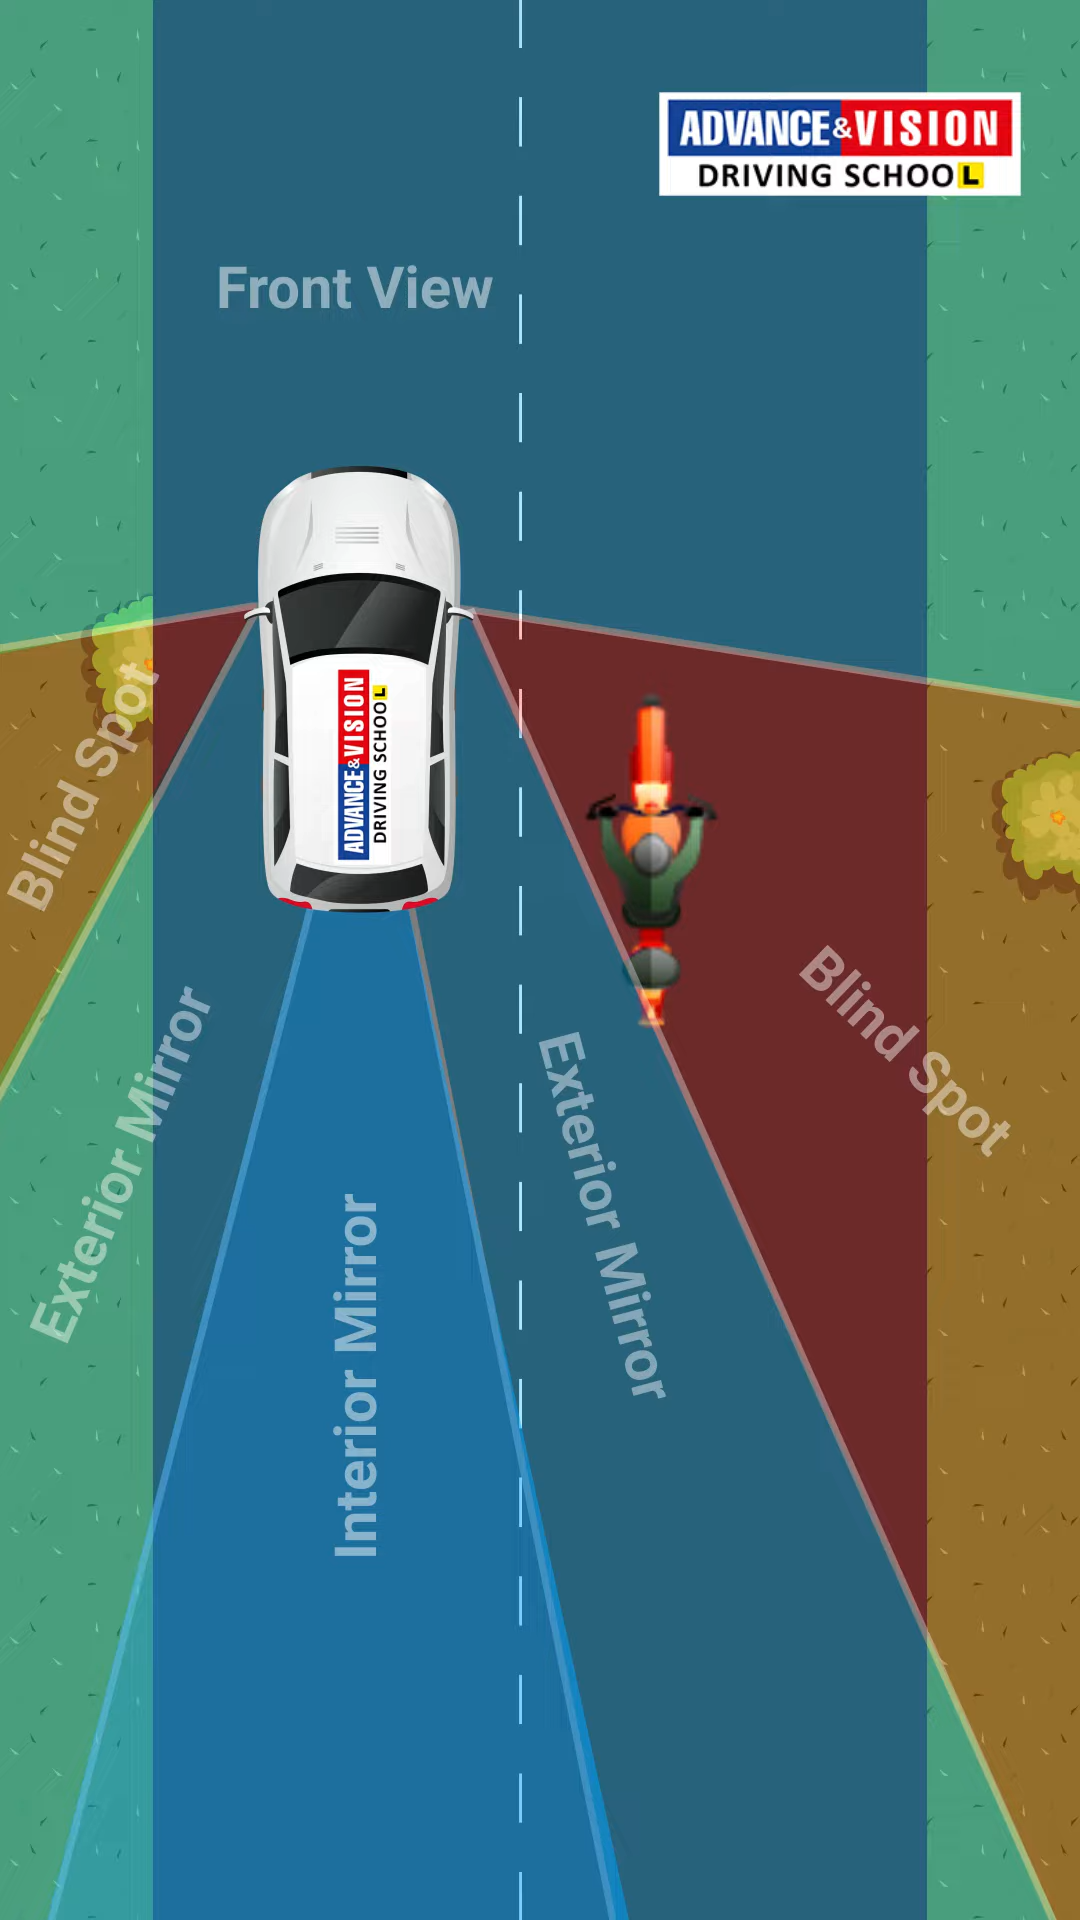 ADVANCE&VISION
DRIVING SCHOOL
Front View
ADVANCE&VISION
DRIVING SCHOOL
Blind Spot
Blind Spot
Exterior Mirror
Exterior Mirror
Interior Mirror